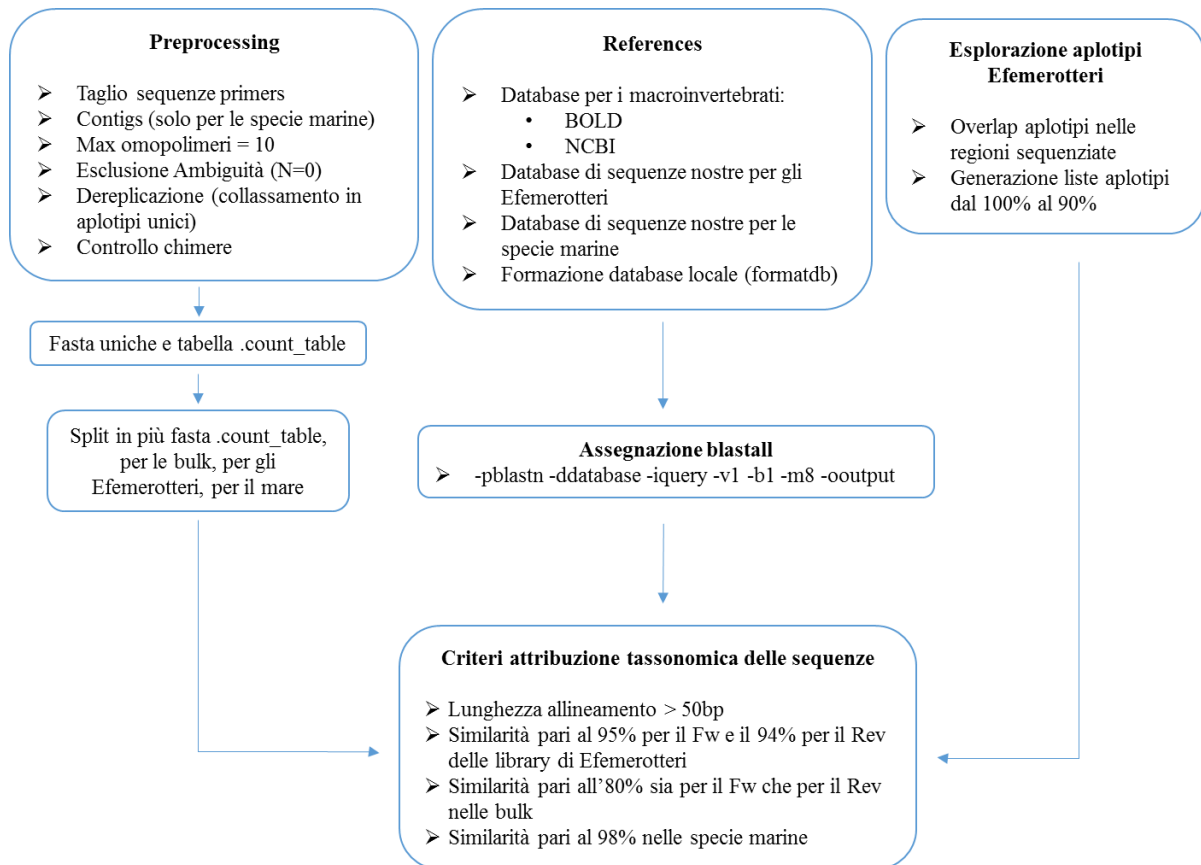 Preprocessing
➢ Taglio sequenze primers
➢ Contigs (solo per le specie marine)
➢ Max omopolimeri = 10
➢ Esclusione Ambiguità (N=0)
➢ Dereplicazione (collassamento in
aplotipi unici)
➢ Controllo chimere
Fasta uniche e tabella .count_table
Split in più fasta .count_table,
per le bulk, per gli
Efemerotteri, per il mare
References
➢ Database per i macroinvertebrati:
• BOLD
• NCBI
➢ Database di sequenze nostre per gli
Efemerotteri
➢ Database di sequenze nostre per le
specie marine
➢ Formazione database locale (formatdb)
Assegnazione blastall
➢ -pblastn -ddatabase -iquery -v1 -b1 -m8 -ooutput
Esplorazione aplotipi
Efemerotteri
➢ Overlap aplotipi nelle
regioni sequenziate
➢ Generazione liste aplotipi
dal 100% al 90%
Criteri attribuzione tassonomica delle sequenze
➢ Lunghezza allineamento > 50bp
➢ Similarità pari al 95% per il Fw e il 94% per il Rev
delle library di Efemerotteri
➢ Similarità pari all’80% sia per il Fw che per il Rev
nelle bulk
➢ Similarità pari al 98% nelle specie marine